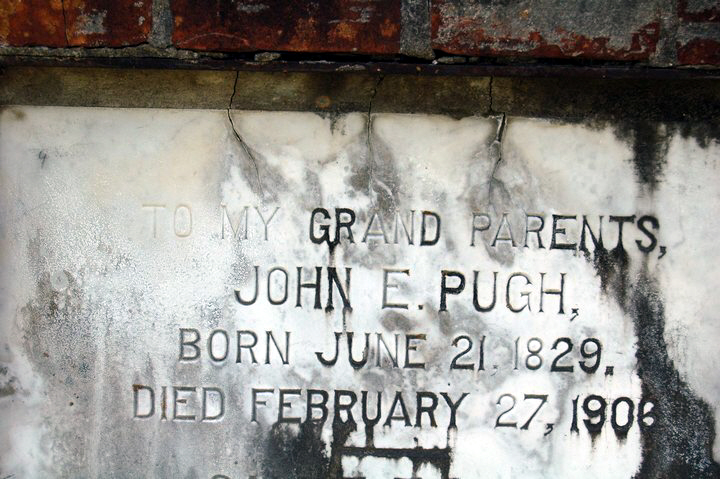 TO MY GRAND PARENTS,
JOHN E. PUGH,
BORN JUNE 21, 1829.
DIED FEBRUARY 27, 1906